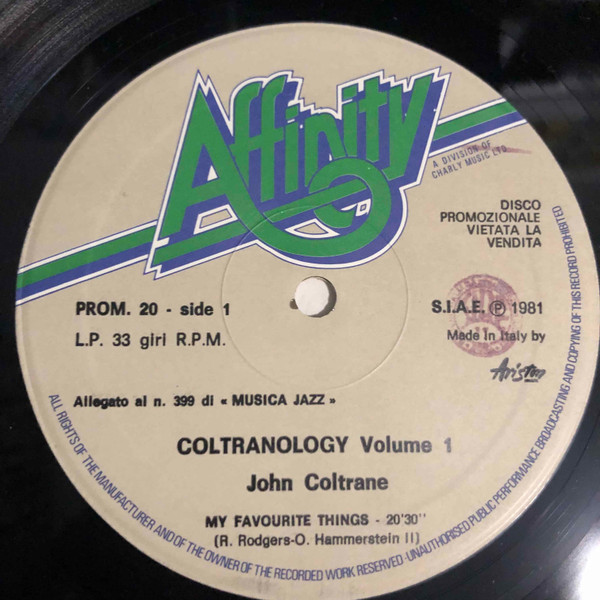 Affinity
A DIVISION OF
CHARLY MUSIC LTD
DISCO
PROMOZIONALE
VIETATA LA
VENDITA
PROM. 20 - side 1
L.P. 33 giri R.P.M.
S.I.A.E. Ⓟ 1981
Made In Italy by
Ariston
Allegato al n. 399 di « MUSICA JAZZ »
COLTRANOLOGY Volume 1
John Coltrane
MY FAVOURITE THINGS - 20'30''
(R. Rodgers-O. Hammerstein II)
ALL RIGHTS OF THE MANUFACTURER AND OF THE OWNER OF THE RECORDED WORK RESERVED·UNAUTHORISED PUBLIC PERFORMANCE BROADCASTING AND COPYING OF THIS RECORD PROHIBITED